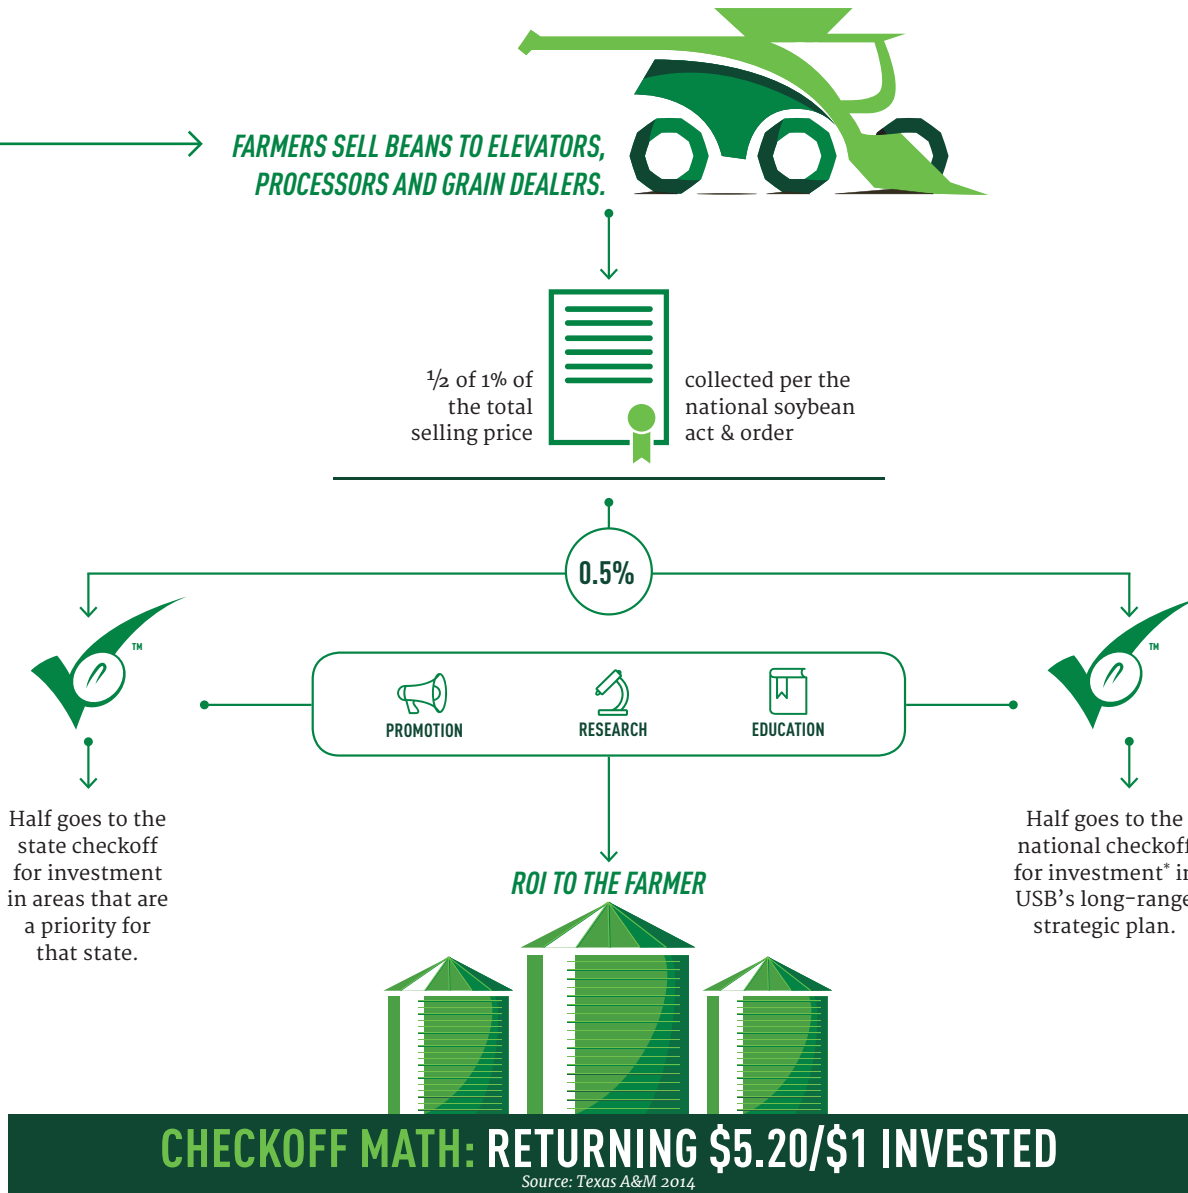 FARMERS SELL BEANS TO ELEVATORS,
PROCESSORS AND GRAIN DEALERS.
½ of 1% of
the total
selling price
collected per the
national soybean
act & order
0.5%
TM
TM
PROMOTION
RESEARCH
EDUCATION
Half goes to the
state checkoff
for investment
in areas that are
a priority for
that state.
Half goes to the
national checkoff
for investment* in
USB’s long-range
strategic plan.
ROI TO THE FARMER
CHECKOFF MATH: RETURNING $5.20/$1 INVESTED
Source: Texas A&M 2014